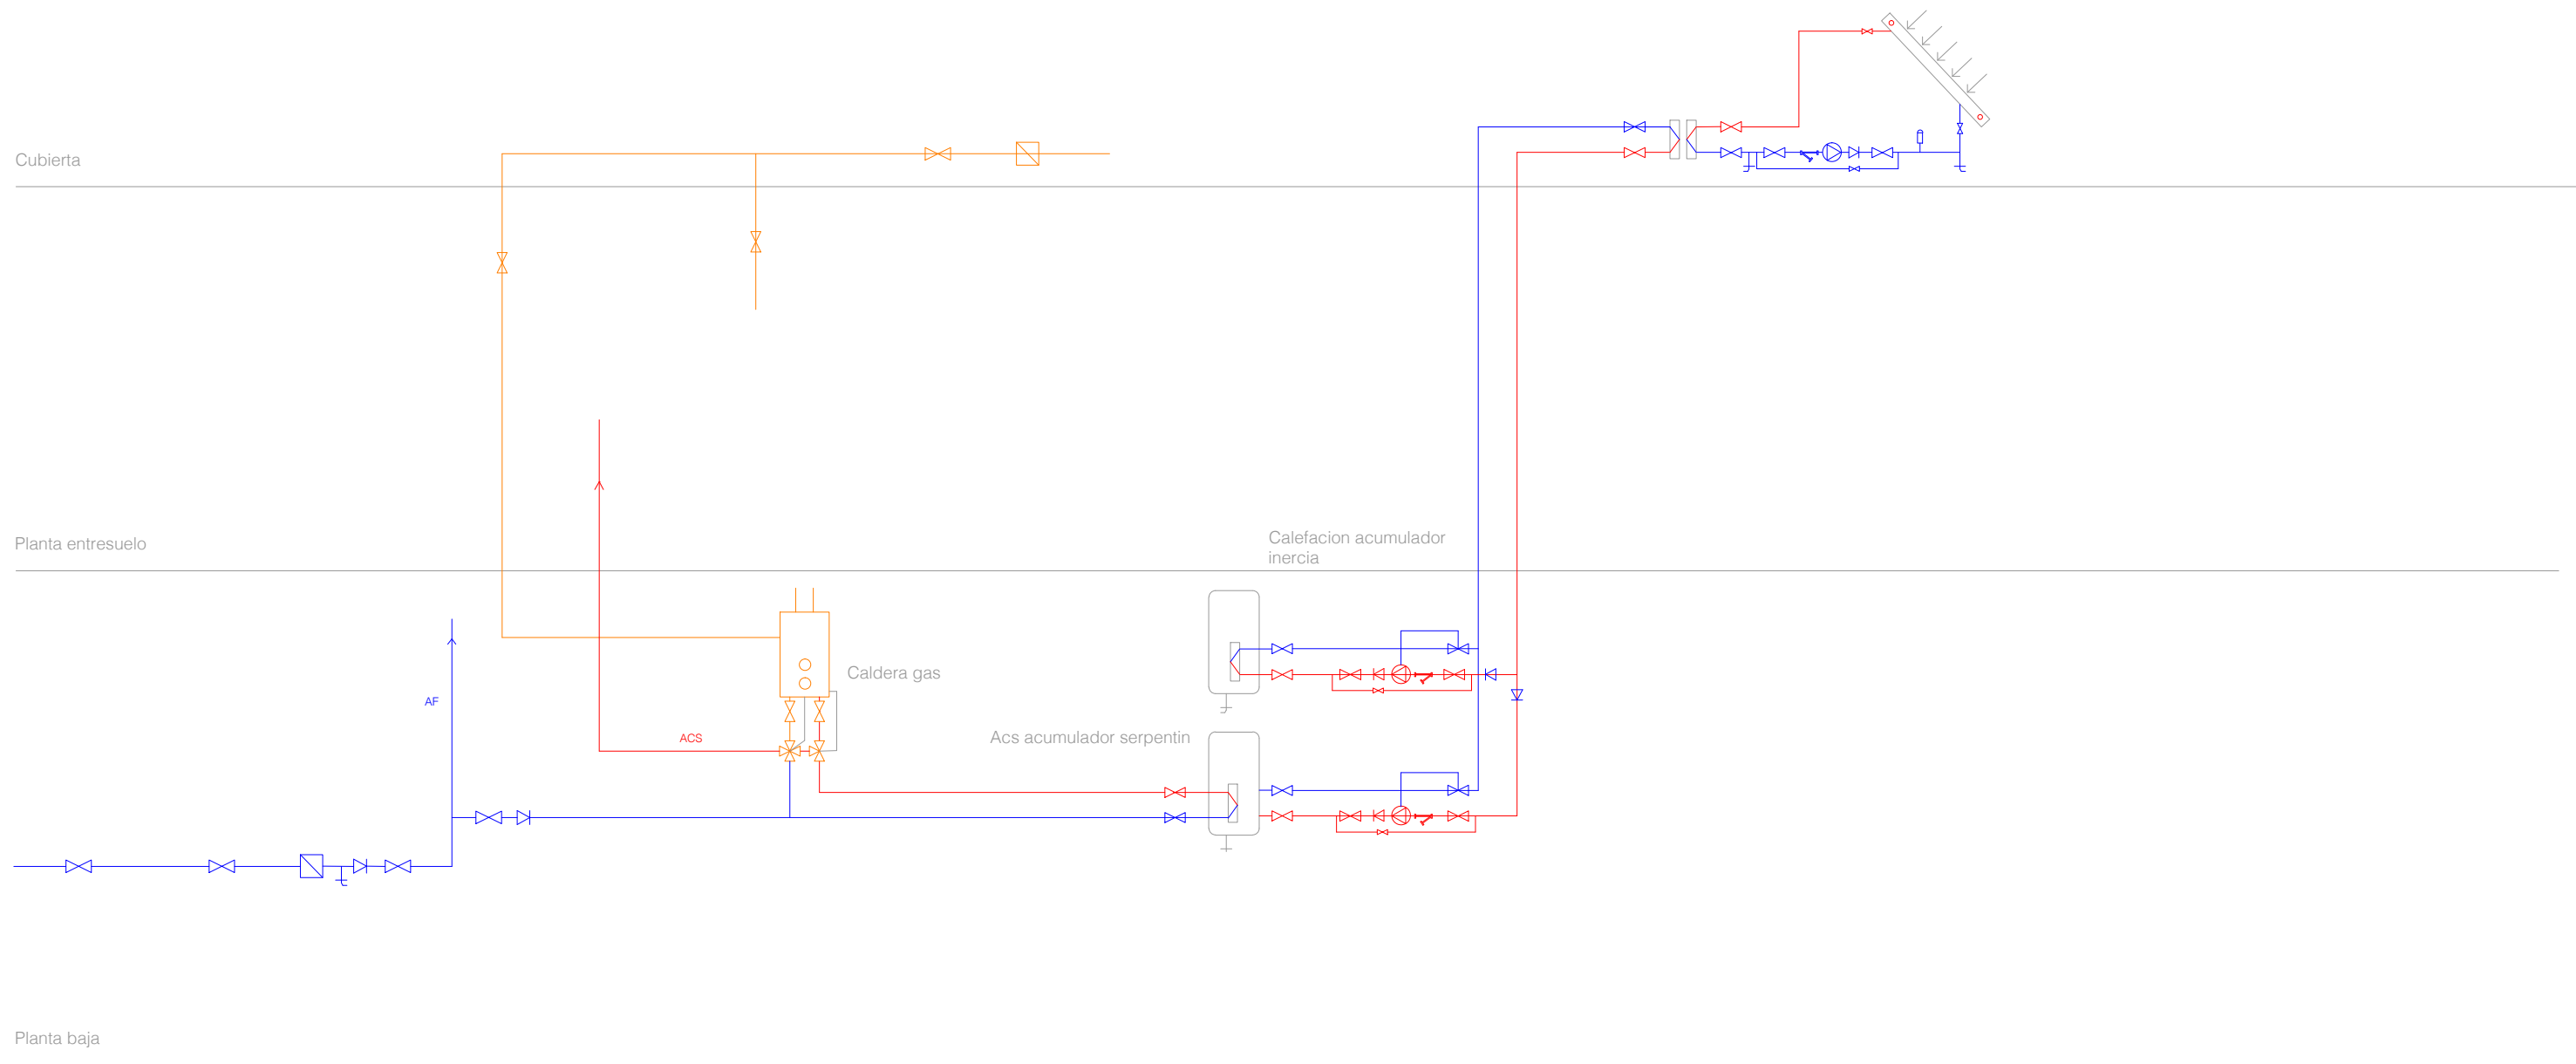 Cubierta
Planta entresuelo
Calefacion acumulador
inercia
Caldera gas
AF
ACS
Acs acumulador serpentin
Planta baja